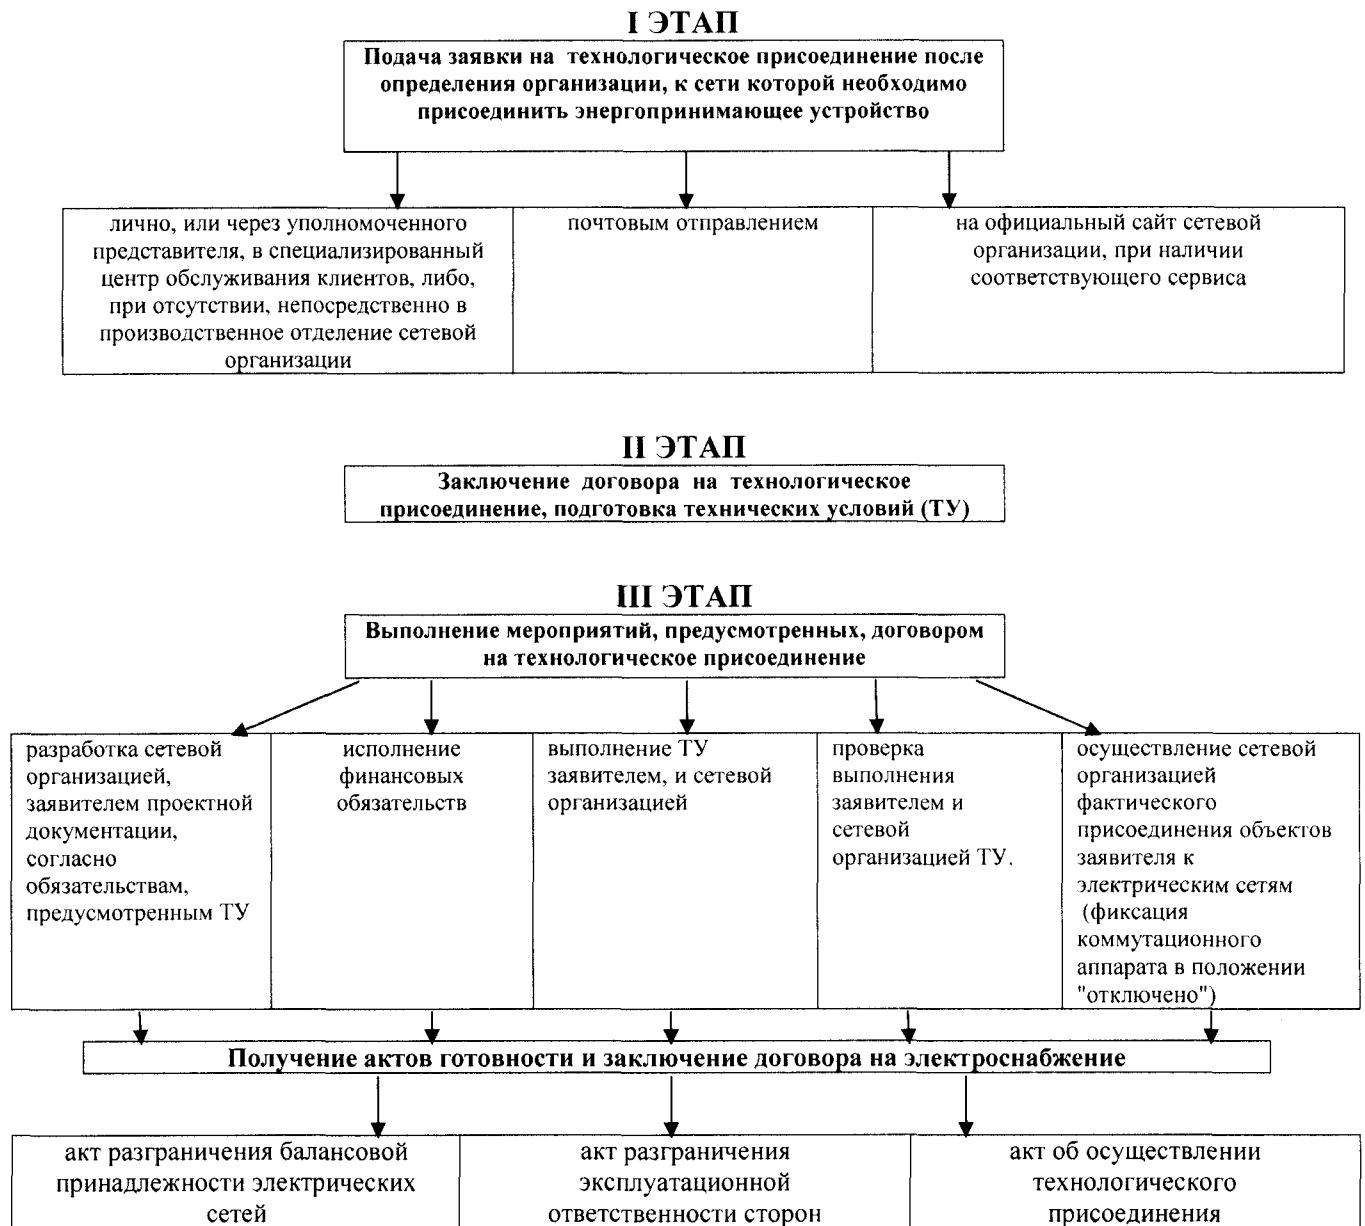 I ЭТАП
Подача заявки на технологическое присоединение после
определения организации, к сети которой необходимо
присоединить энергопринимающее устройство
лично, или через уполномоченного
представителя, в специализированный
центр обслуживания клиентов, либо,
при отсутствии, непосредственно в
производственное отделение сетевой
организации
почтовым отправлением
на официальный сайт сетевой
организации, при наличии
соответствующего сервиса
II ЭТАП
Заключение договора на технологическое
присоединение, подготовка технических условий (ТУ)
III ЭТАП
Выполнение мероприятий, предусмотренных, договором
на технологическое присоединение
разработка сетевой
организацией,
заявителем проектной
документации,
согласно
обязательствам,
предусмотренным ТУ
исполнение
финансовых
обязательств
выполнение ТУ
заявителем, и сетевой
организацией
проверка
выполнения
заявителем и
сетевой
организацией ТУ.
осуществление сетевой
организацией
фактического
присоединения объектов
заявителя к
электрическим сетям
(фиксация
коммутационного
аппарата в положении
"отключено")
Получение актов готовности и заключение договора на электроснабжение
акт разграничения балансовой
принадлежности электрических
сетей
акт разграничения
эксплуатационной
ответственности сторон
акт об осуществлении
технологического
присоединения